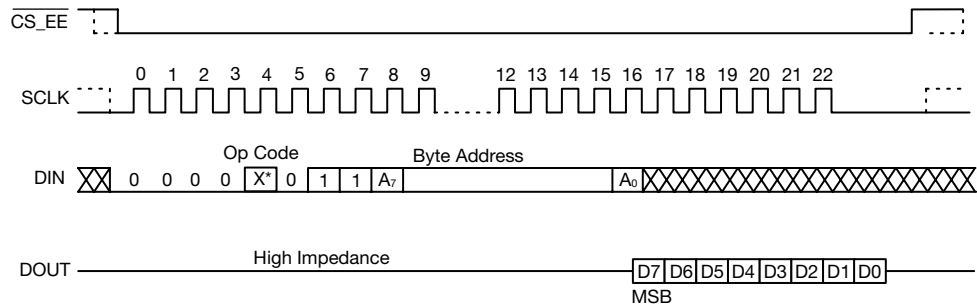 CS_EE
0 1 2 3 4 5 6 7 8 9 12 13 14 15 16 17 18 19 20 21 22
SCLK
Op Code Byte Address
DIN 0 0 0 0 X* 0 1 1 A7 A0
High Impedance
DOUT D7 D6 D5 D4 D3 D2 D1 D0
MSB